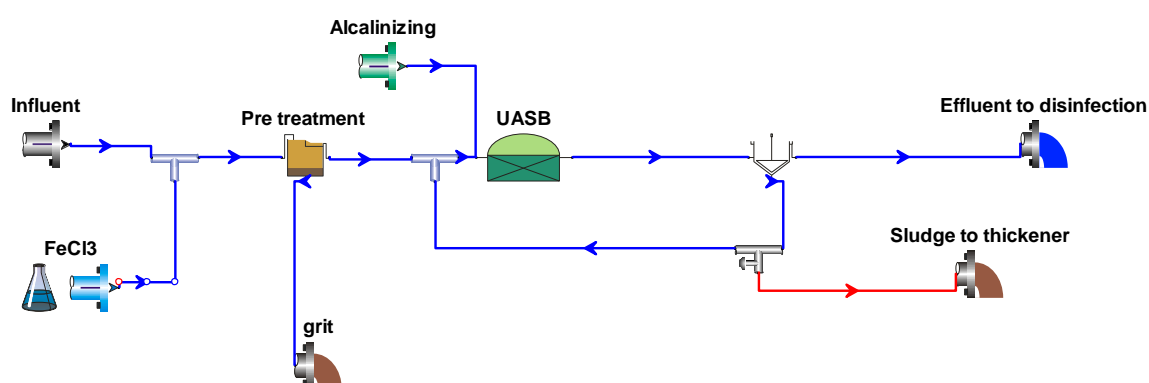 Alcalinizing
Influent
Pre treatment
UASB
Effluent to disinfection
FeCl3
Sludge to thickener
grit